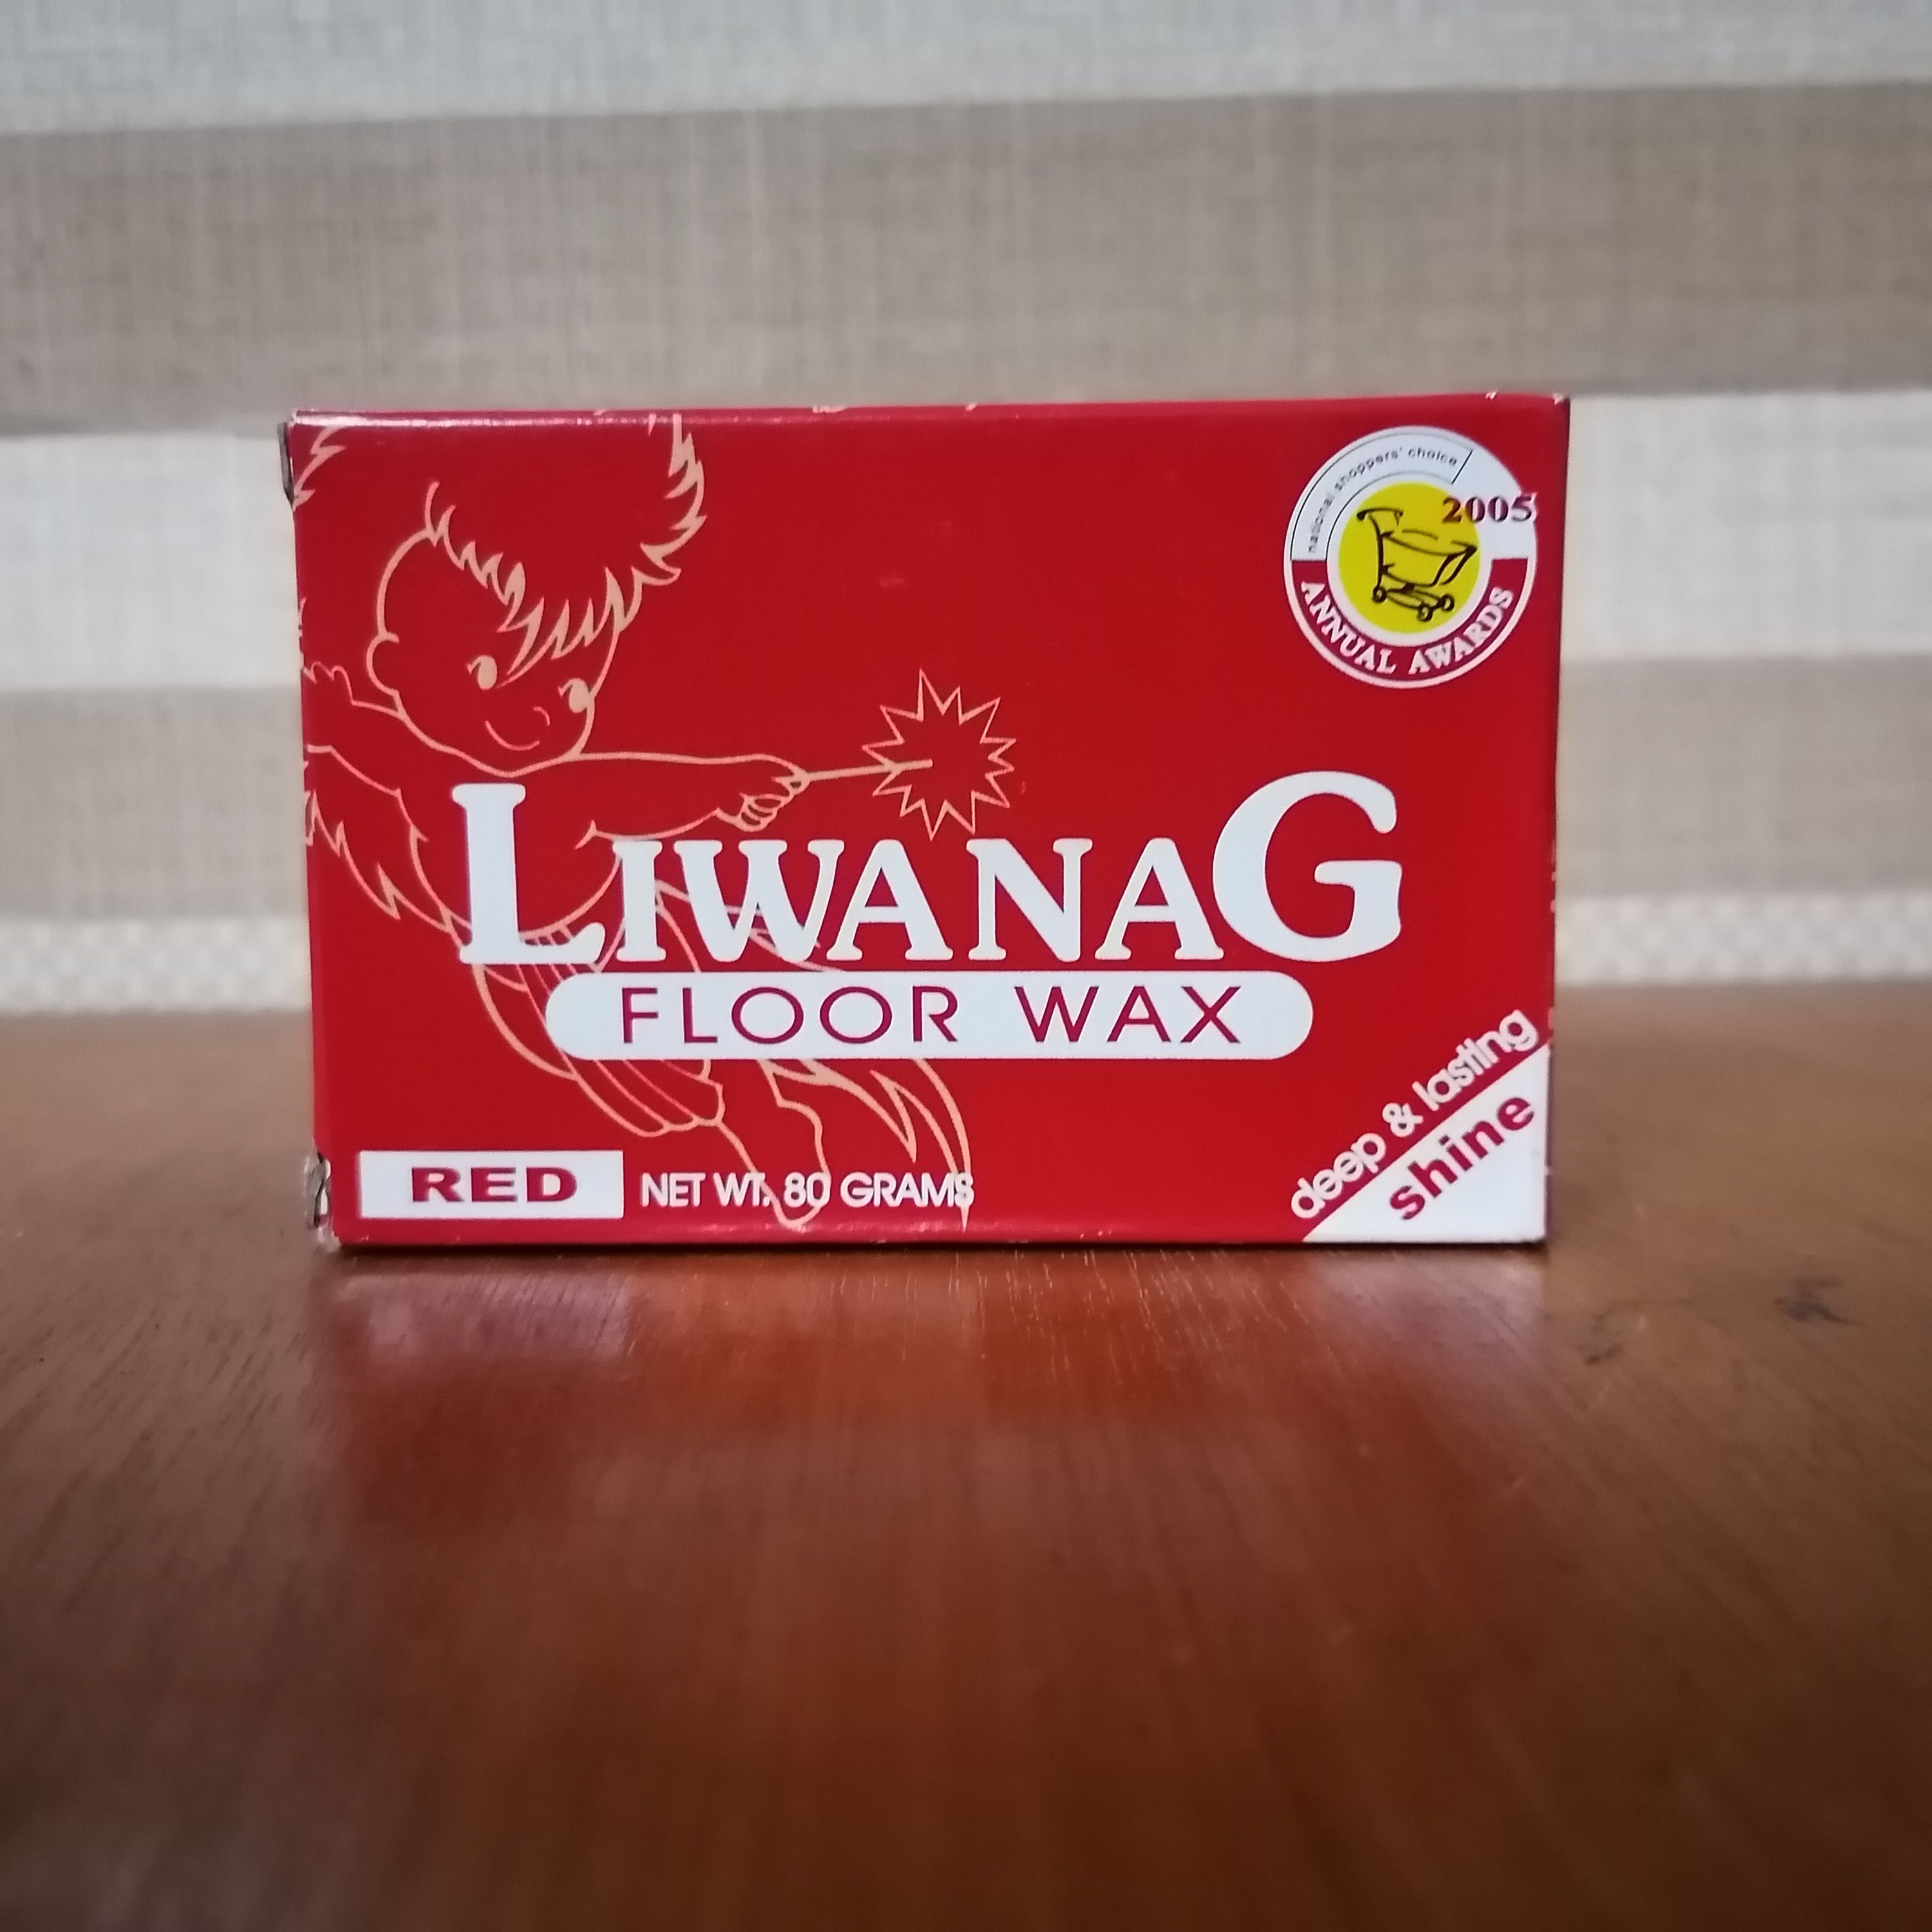 national shoppers' choice
2005
ANNUAL AWARDS
LIWANAG
FLOOR WAX
deep & lasting
shine
RED
NET WT. 80 GRAMS